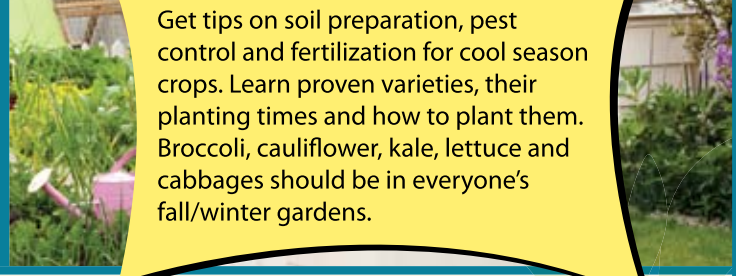 Get tips on soil preparation, pest
control and fertilization for cool season
crops. Learn proven varieties, their
planting times and how to plant them.
Broccoli, cauliflower, kale, lettuce and
cabbages should be in everyone’s
fall/winter gardens.